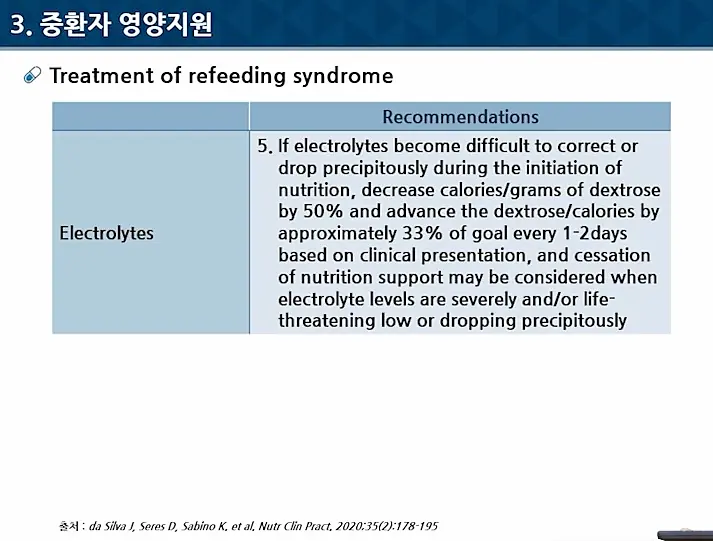 3. 중환자 영양지원
Treatment of refeeding syndrome
Recommendations
Electrolytes
5. If electrolytes become difficult to correct or
drop precipitously during the initiation of
nutrition, decrease calories/grams of dextrose
by 50% and advance the dextrose/calories by
approximately 33% of goal every 1-2days
based on clinical presentation, and cessation
of nutrition support may be considered when
electrolyte levels are severely and/or life-
threatening low or dropping precipitously
출처 : da Silva J, Seres D, Sabino K, et al. Nutr Clin Pract. 2020;35(2):178-195